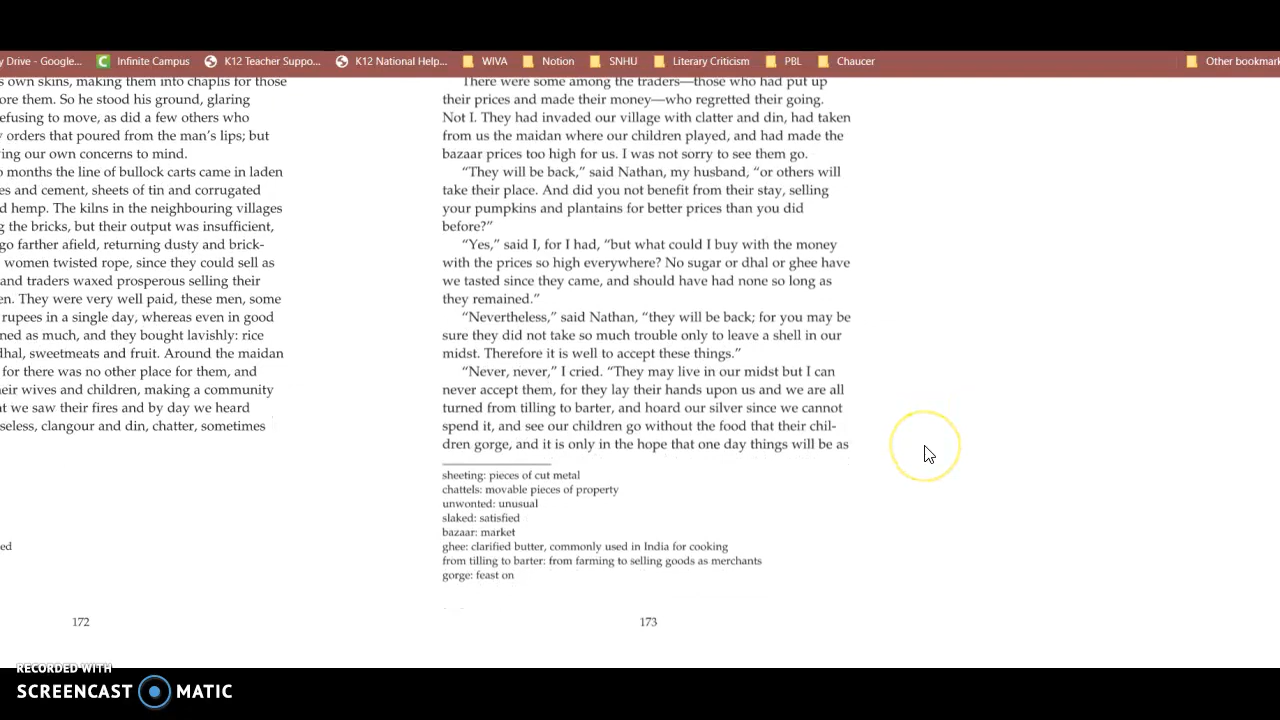 y Drive - Google...
Infinite Campus
K12 Teacher Suppo...
K12 National Help...
WIVA
Notion
SNHU
Literary Criticism
PBL
Chaucer
Other bookmark
s own skins, making them into chaplis for those
ore them. So he stood his ground, glaring
efusing to move, as did a few others who
y orders that poured from the man's lips; but
ving our own concerns to mind.
o months the line of bullock carts came in laden
es and cement, sheets of tin and corrugated
d hemp. The kilns in the neighbouring villages
g the bricks, but their output was insufficient,
go farther afield, returning dusty and brick-
women twisted rope, since they could sell as
and traders waxed prosperous selling their
en. They were very well paid, these men, some
rupees in a single day, whereas even in good
ned as much, and they bought lavishly: rice
dhal, sweetmeats and fruit. Around the maidan
for there was no other place for them, and
heir wives and children, making a community
at we saw their fires and by day we heard
seless, clangour and din, chatter, sometimes
ed
172
There were some among the traders—those who had put up
their prices and made their money—who regretted their going.
Not I. They had invaded our village with clatter and din, had taken
from us the maidan where our children played, and had made the
bazaar prices too high for us. I was not sorry to see them go.
“They will be back,” said Nathan, my husband, “or others will
take their place. And did you not benefit from their stay, selling
your pumpkins and plantains for better prices than you did
before?”
“Yes,” said I, for I had, “but what could I buy with the money
with the prices so high everywhere? No sugar or dhal or ghee have
we tasted since they came, and should have had none so long as
they remained.”
“Nevertheless,” said Nathan, “they will be back; for you may be
sure they did not take so much trouble only to leave a shell in our
midst. Therefore it is well to accept these things.”
“Never, never,” I cried. “They may live in our midst but I can
never accept them, for they lay their hands upon us and we are all
turned from tilling to barter, and hoard our silver since we cannot
spend it, and see our children go without the food that their chil-
dren gorge, and it is only in the hope that one day things will be as
sheeting: pieces of cut metal
chattels: movable pieces of property
unwonted: unusual
slaked: satisfied
bazaar: market
ghee: clarified butter, commonly used in India for cooking
from tilling to barter: from farming to selling goods as merchants
gorge: feast on
173
RECORDED WITH
SCREENCAST MATIC